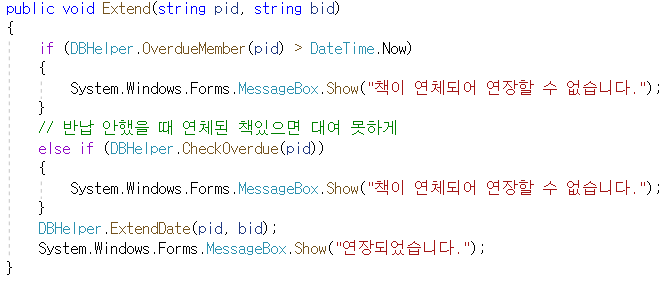 public void Extend(string pid, string bid)
{
if (DBHelper.OverdueMember(pid) > DateTime.Now)
{
System.Windows.Forms.MessageBox.Show("책이 연체되어 연장할 수 없습니다.");
}
// 반납 안했을 때 연체된 책있으면 대여 못하게
else if (DBHelper.CheckOverdue(pid))
{
System.Windows.Forms.MessageBox.Show("책이 연체되어 연장할 수 없습니다.");
}
DBHelper.ExtendDate(pid, bid);
System.Windows.Forms.MessageBox.Show("연장되었습니다.");
}